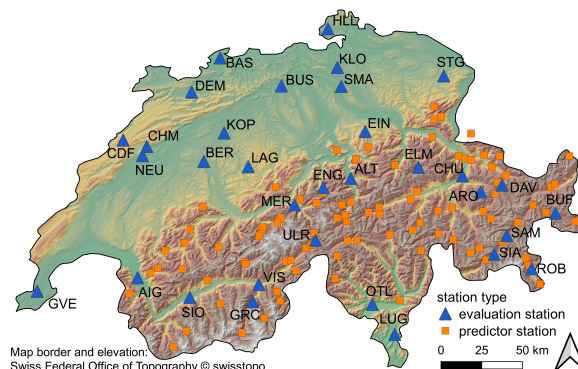 HLL
BAS
KLO
STG
DEM
BUS
SMA
KOP
EIN
CDF
CHM
NEU
BER
LAG
ELM
ALT
CHU
ENG
ARO
DAV
MER
BUF
ULR
SAM
SIA
ROB
AIG
VIS
GVE
SIO
GRC
OTL
LUG
station type
evaluation station
predictor station
0 25 50 km
Map border and elevation:
Swiss Federal Office of Topography © swisstopo